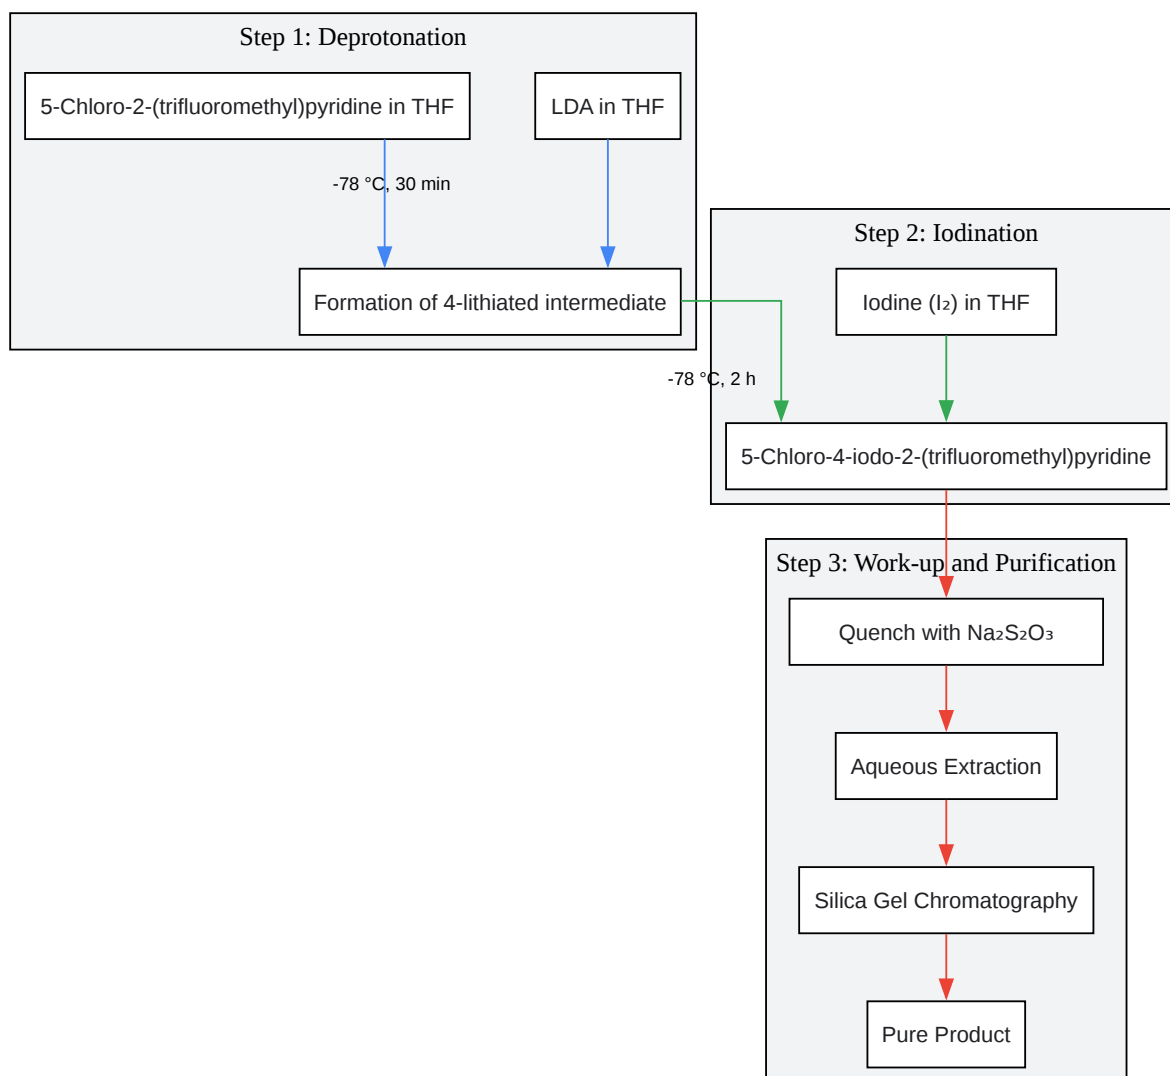 Step 1: Deprotonation
5-Chloro-2-(trifluoromethyl)pyridine in THF
LDA in THF
-78 °C, 30 min
Formation of 4-lithiated intermediate
Step 2: Iodination
Iodine (I₂) in THF
-78 °C, 2 h
5-Chloro-4-iodo-2-(trifluoromethyl)pyridine
Step 3: Work-up and Purification
Quench with Na₂S₂O₃
Aqueous Extraction
Silica Gel Chromatography
Pure Product